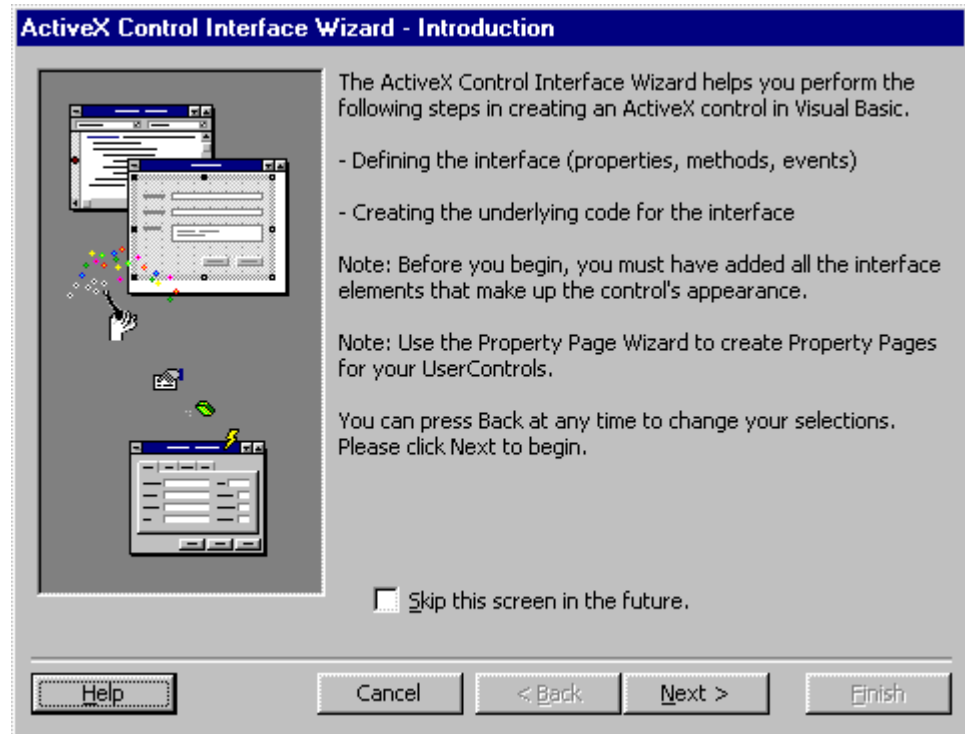 ActiveX Control Interface Wizard - Introduction
The ActiveX Control Interface Wizard helps you perform the
following steps in creating an ActiveX control in Visual Basic.
- Defining the interface (properties, methods, events)
- Creating the underlying code for the interface
Note: Before you begin, you must have added all the interface
elements that make up the control's appearance.
Note: Use the Property Page Wizard to create Property Pages
for your UserControls.
You can press Back at any time to change your selections.
Please click Next to begin.
Skip this screen in the future.
Help Cancel < Back Next > Finish